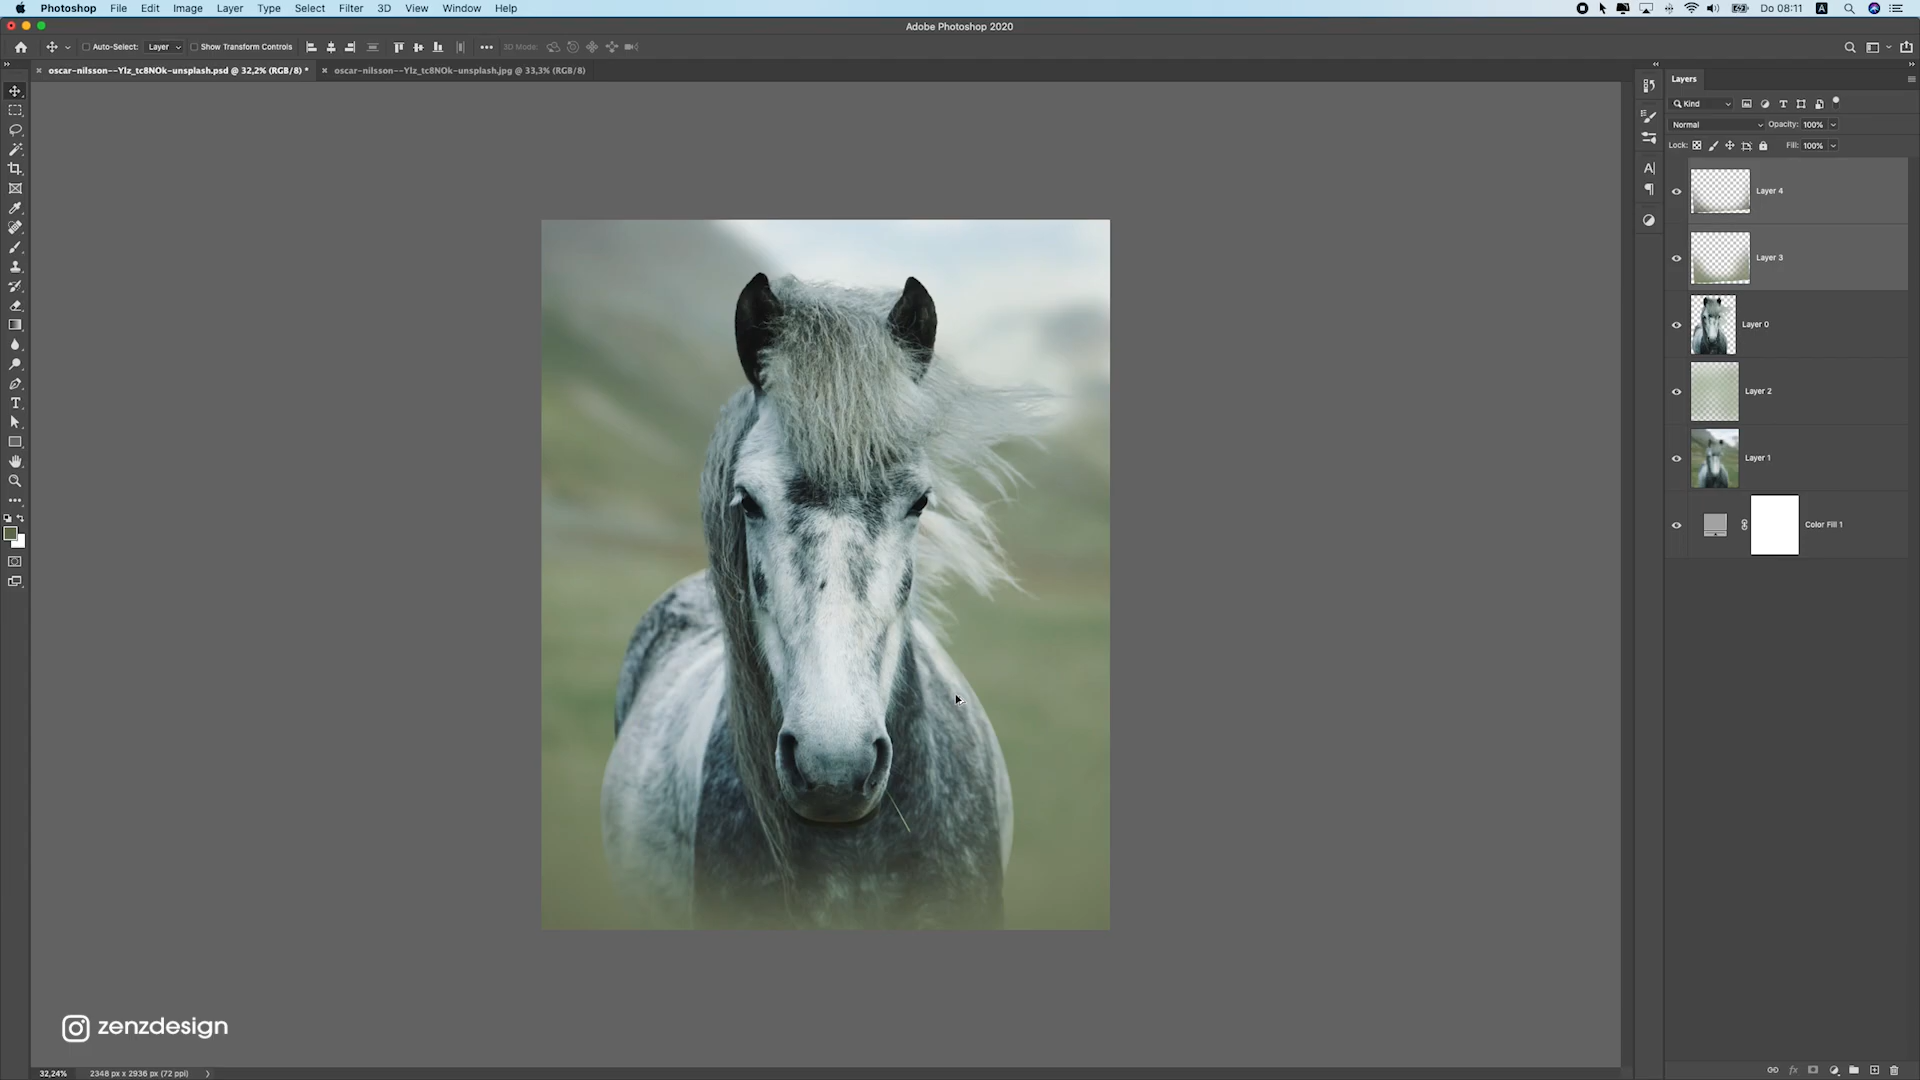 Photoshop File Edit Image Layer Type Select Filter 3D View Window Help Do 08:11 A
Adobe Photoshop 2020
Auto-Select: Layer Show Transform Controls 3D Mode:
oscar-nilsson--Ylz_tc8NOk-unsplash.psd @ 32,2% (RGB/8) * oscar-nilsson--Ylz_tc8NOk-unsplash.jpg @ 33,3% (RGB/8)
Layers
Kind
Normal Opacity: 100%
Lock: Fill: 100%
Layer 4
Layer 3
Layer 0
Layer 2
Layer 1
Color Fill 1
zenzdesign
32,24% 2348 px x 2936 px (72 ppi)